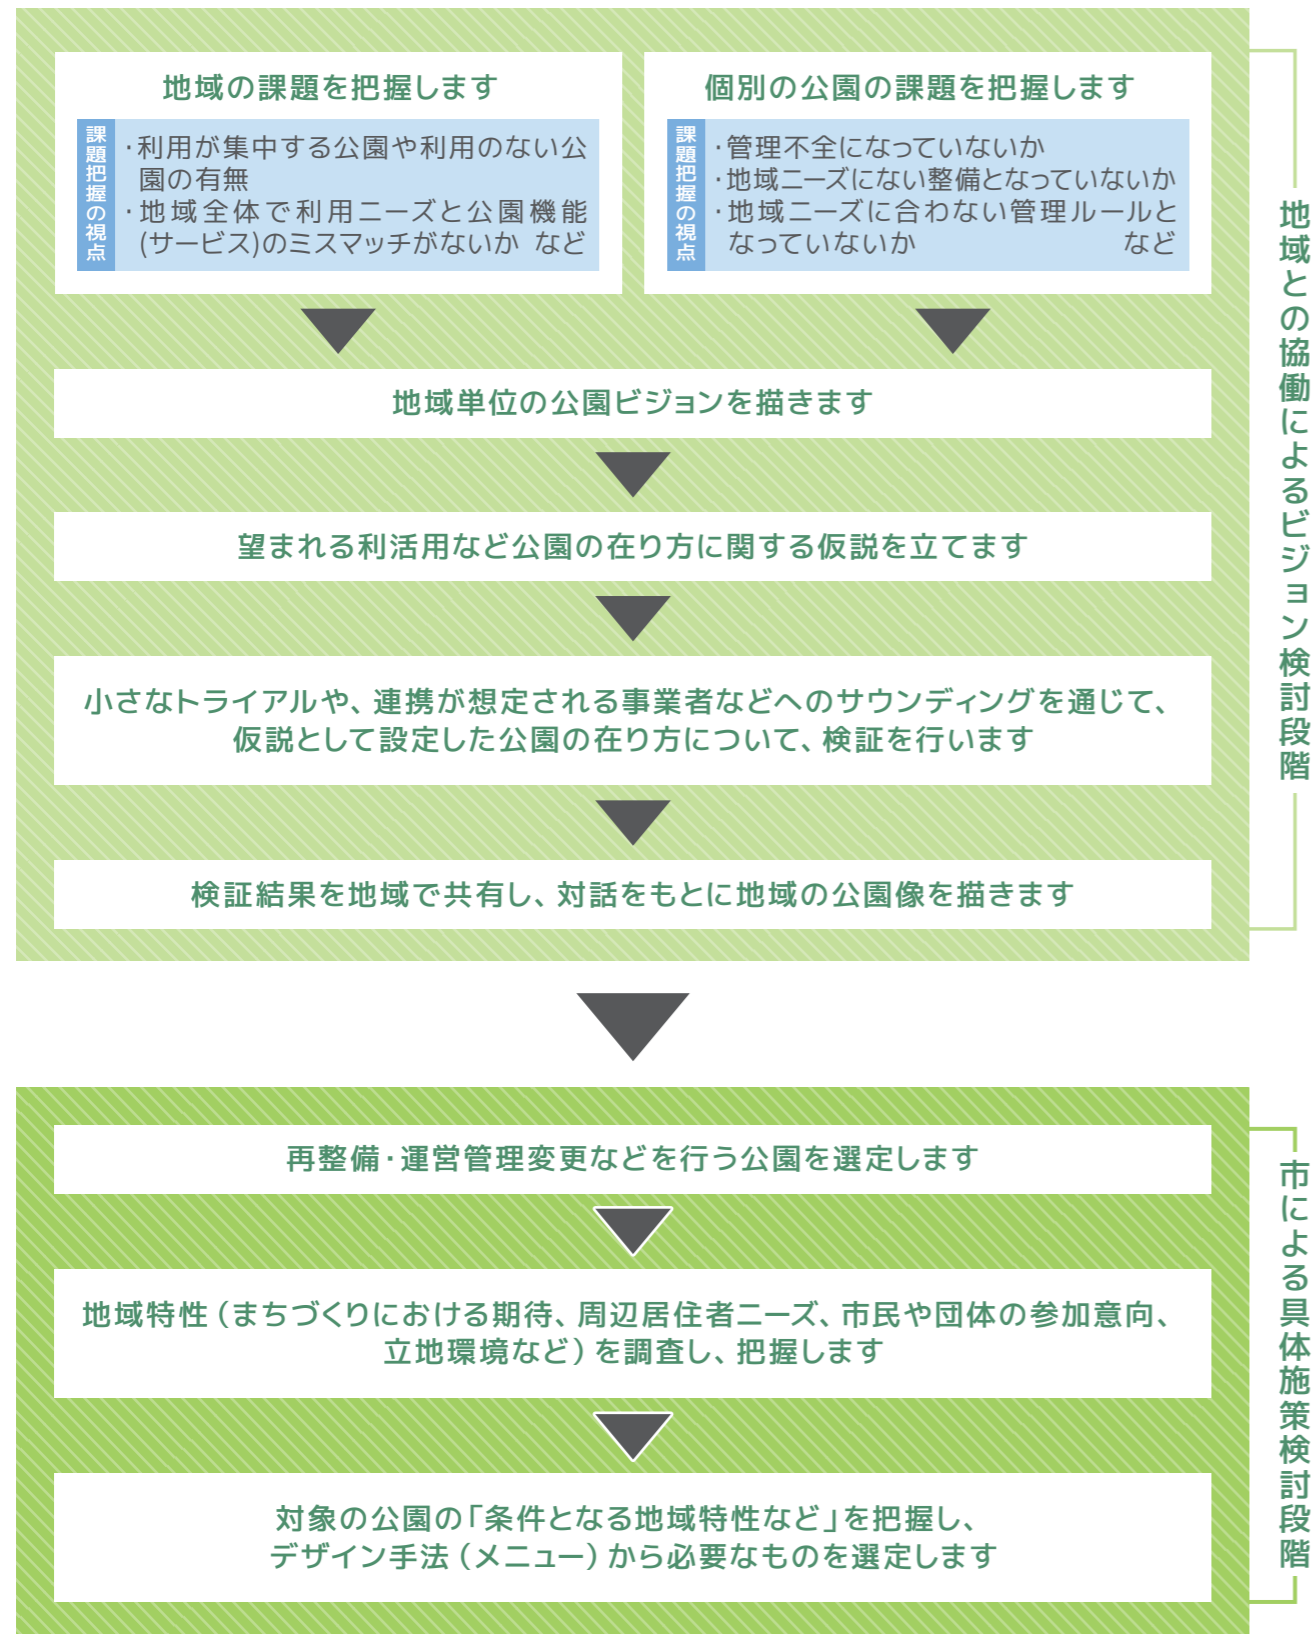 地域の課題を把握します
課題把握の視点
・利用が集中する公園や利用のない公
園の有無
・地域全体で利用ニーズと公園機能
(サービス)のミスマッチがないか など
個別の公園の課題を把握します
課題把握の視点
・管理不全になっていないか
・地域ニーズにない整備となっていないか
・地域ニーズに合わない管理ルールと
なっていないか など
地域単位の公園ビジョンを描きます
望まれる利活用など公園の在り方に関する仮説を立てます
小さなトライアルや、連携が想定される事業者などへのサウンディングを通じて、
仮説として設定した公園の在り方について、検証を行います
検証結果を地域で共有し、対話をもとに地域の公園像を描きます
地域との協働によるビジョン検討段階
再整備・運営管理変更などを行う公園を選定します
地域特性（まちづくりにおける期待、周辺居住者ニーズ、市民や団体の参加意向、
立地環境など）を調査し、把握します
対象の公園の「条件となる地域特性など」を把握し、
デザイン手法（メニュー）から必要なものを選定します
市による具体施策検討段階